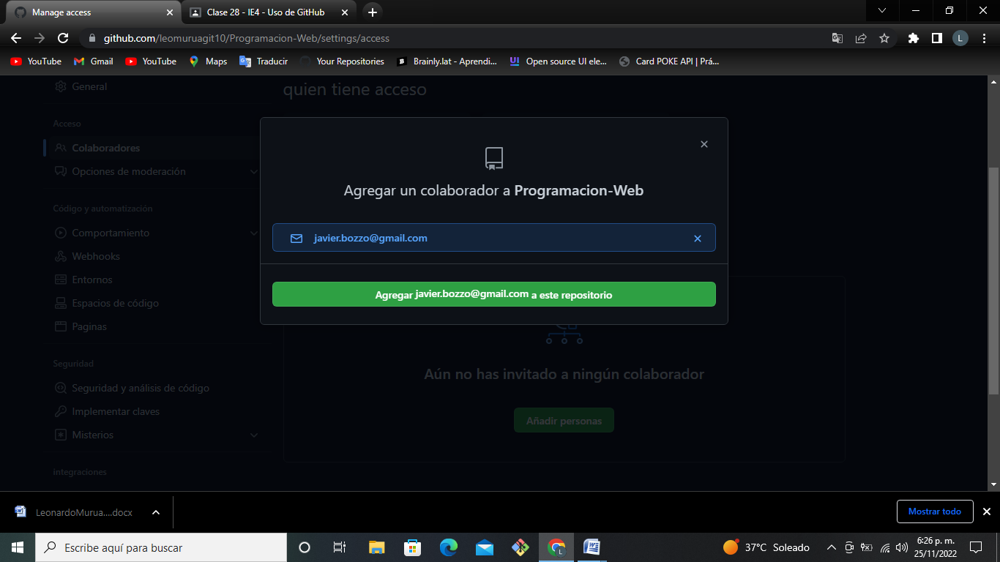 Manage access
Clase 28 - IE4 - Uso de GitHub
github.com/leomuruagit10/Programacion-Web/settings/access
L
YouTube
Gmail
YouTube
Maps
Traducir
Your Repositories
Brainly.lat - Aprendi...
Open source UI ele...
Card POKE API | Prá...
General
quien tiene acceso
Acceso
Colaboradores
Opciones de moderación
Código y automatización
Comportamiento
Webhooks
Entornos
Espacios de código
Paginas
Seguridad
Seguridad y análisis de código
Implementar claves
Misterios
integraciones
Agregar un colaborador a Programacion-Web
javier.bozzo@gmail.com
Agregar javier.bozzo@gmail.com a este repositorio
Aún no has invitado a ningún colaborador
Añadir personas
LeonardoMurua....docx
Mostrar todo
Escribe aquí para buscar
37°C Soleado
6:26 p. m.
25/11/2022